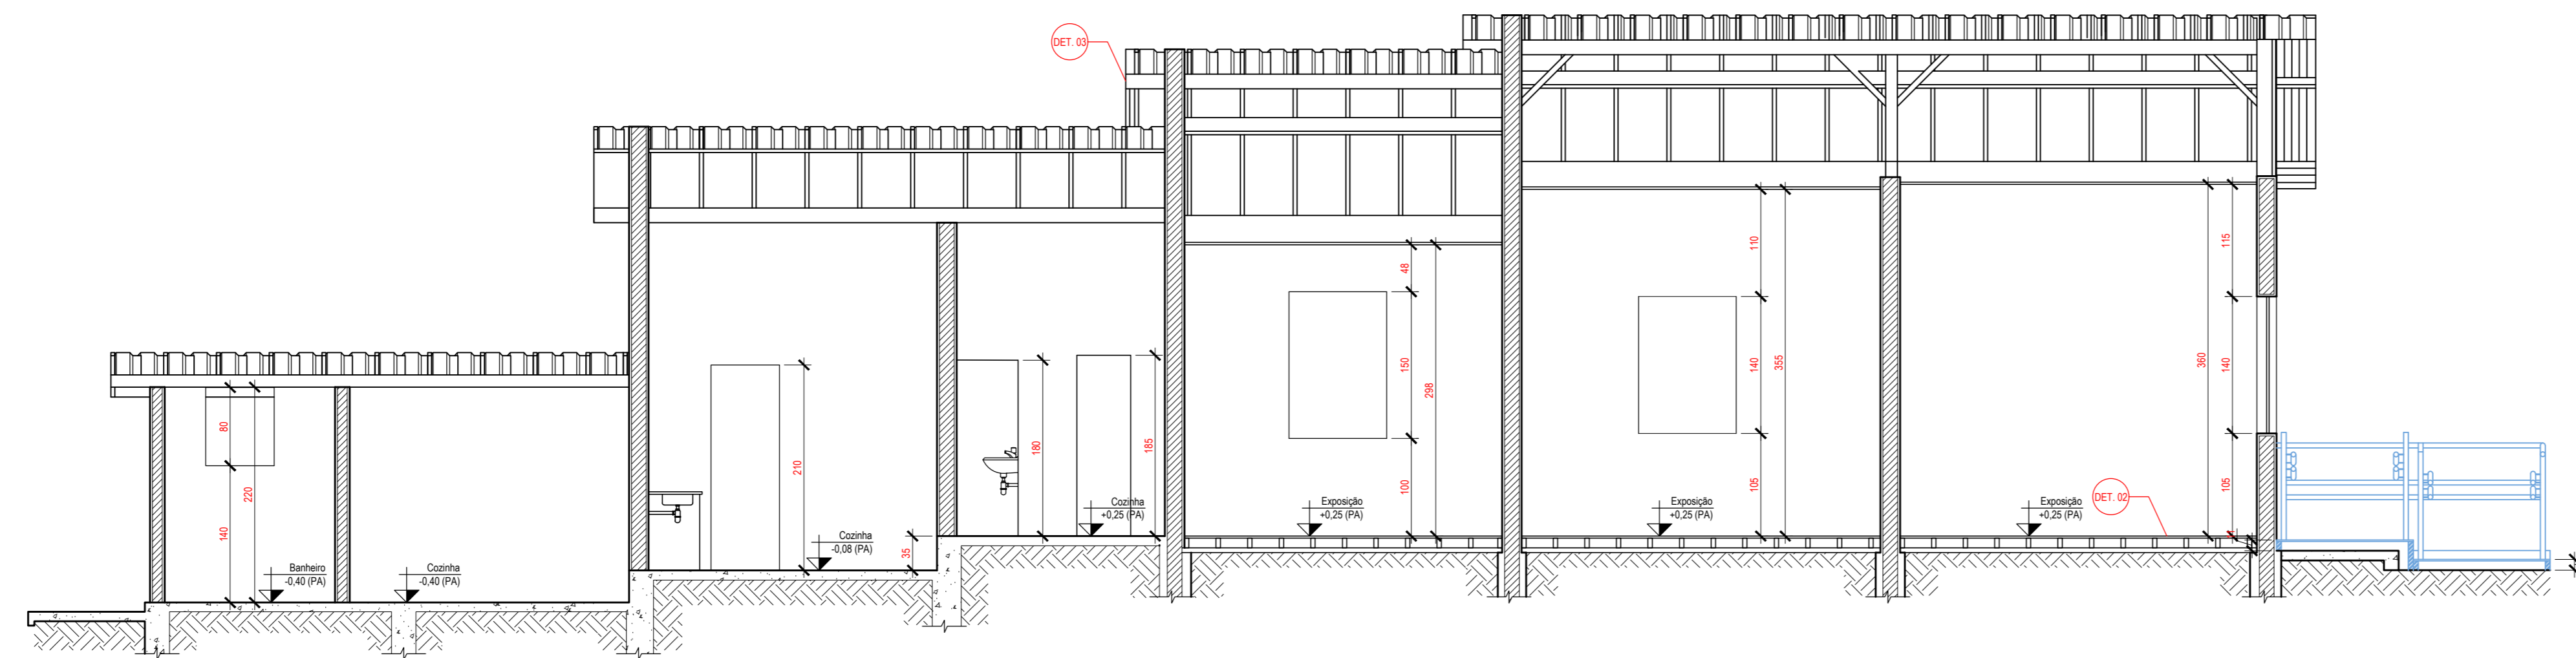 DET. 03
110
115
48
150
298
140
355
360
140
80
220
140
210
180
185
100
105
105
35
DET. 02
Banheiro
-0,40 (PA)
Cozinha
-0,40 (PA)
Cozinha
-0,08 (PA)
Cozinha
+0,25 (PA)
Exposição
+0,25 (PA)
Exposição
+0,25 (PA)
Exposição
+0,25 (PA)